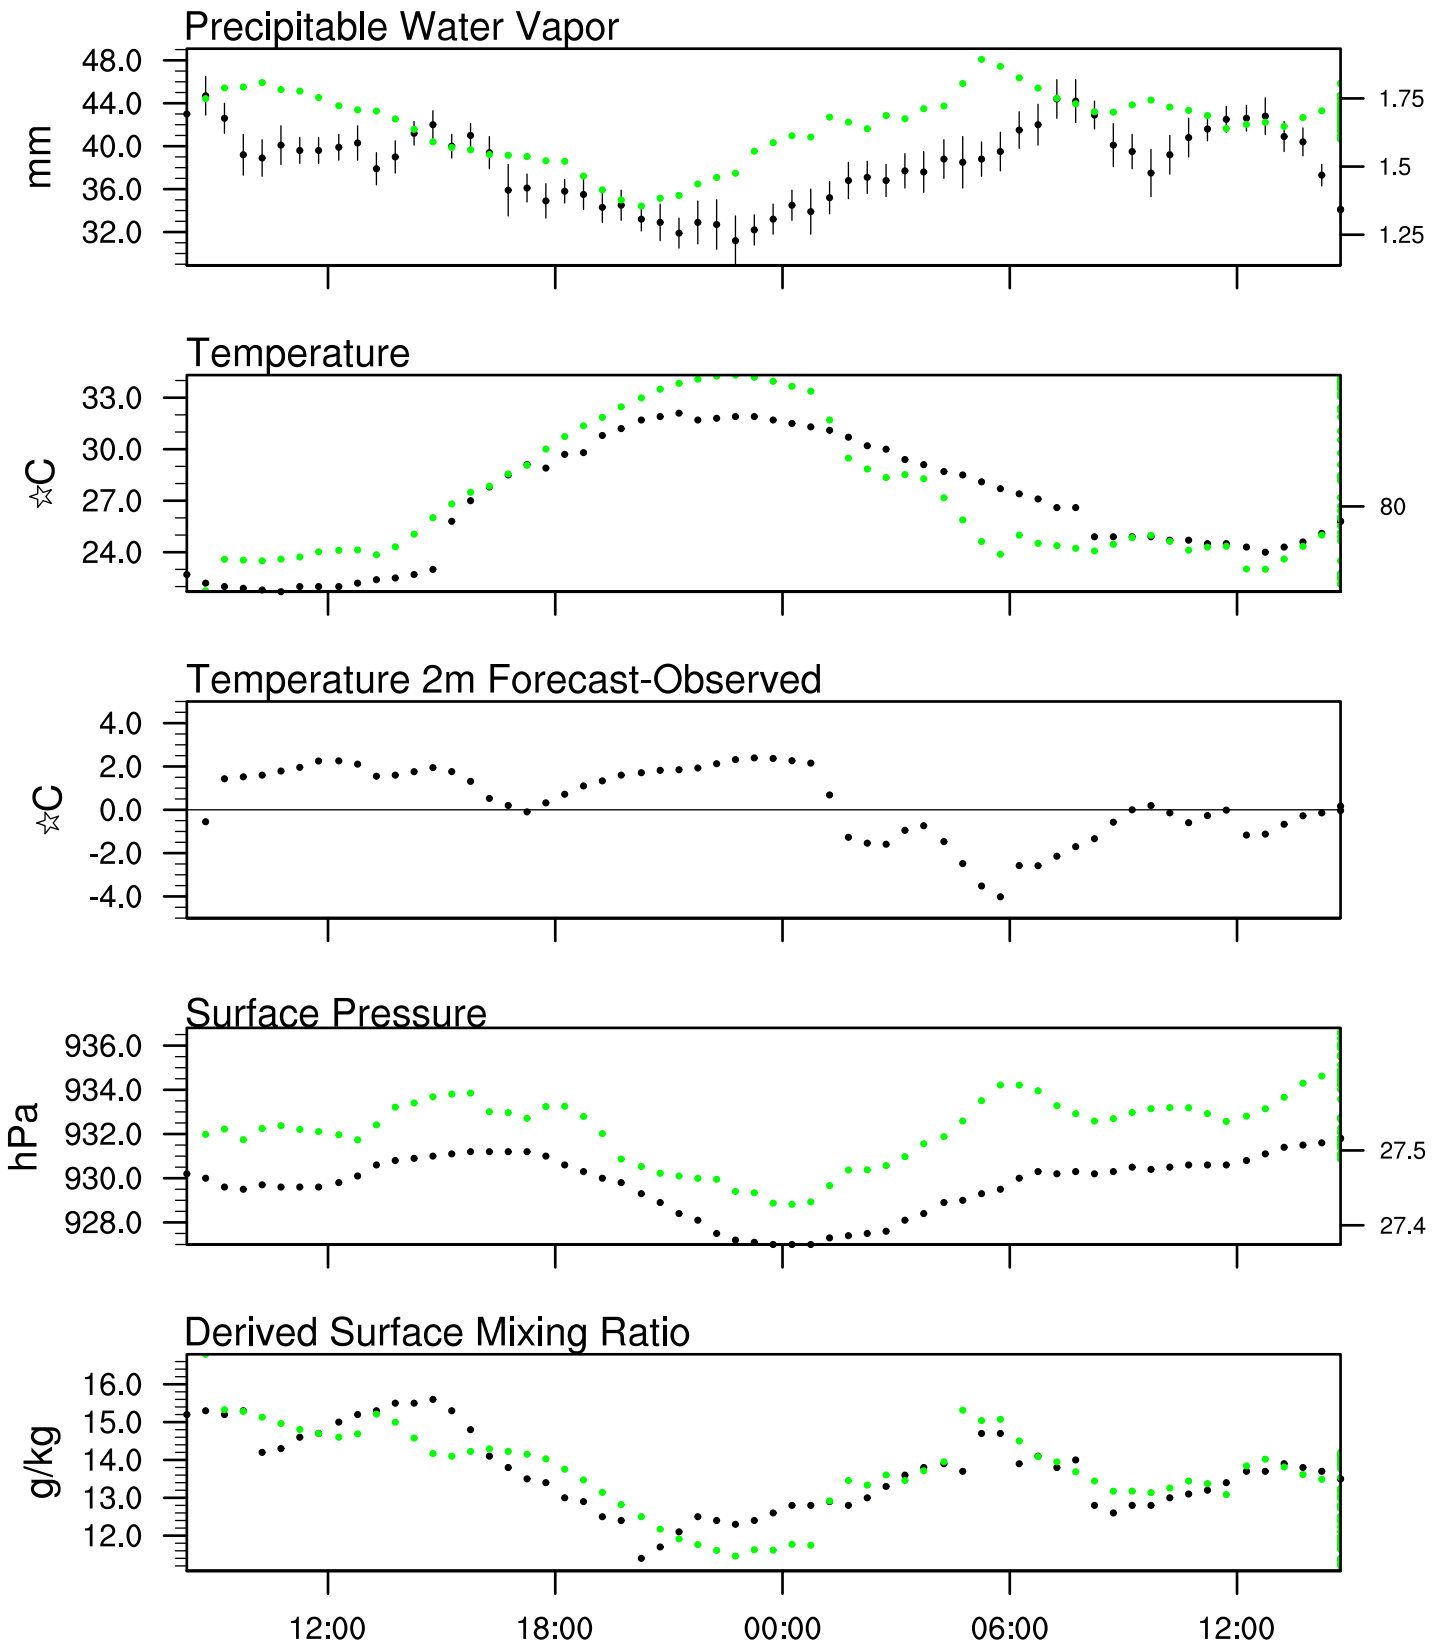 Precipitable Water Vapor
48.0
44.0
40.0
36.0
32.0
mm
1.75
1.5
1.25
Temperature
33.0
30.0
27.0
24.0
☆C
80
Temperature 2m Forecast-Observed
4.0
2.0
0.0
-2.0
-4.0
☆C
Surface Pressure
936.0
934.0
932.0
930.0
928.0
hPa
27.5
27.4
Derived Surface Mixing Ratio
16.0
15.0
14.0
13.0
12.0
g/kg
12:00 18:00 00:00 06:00 12:00